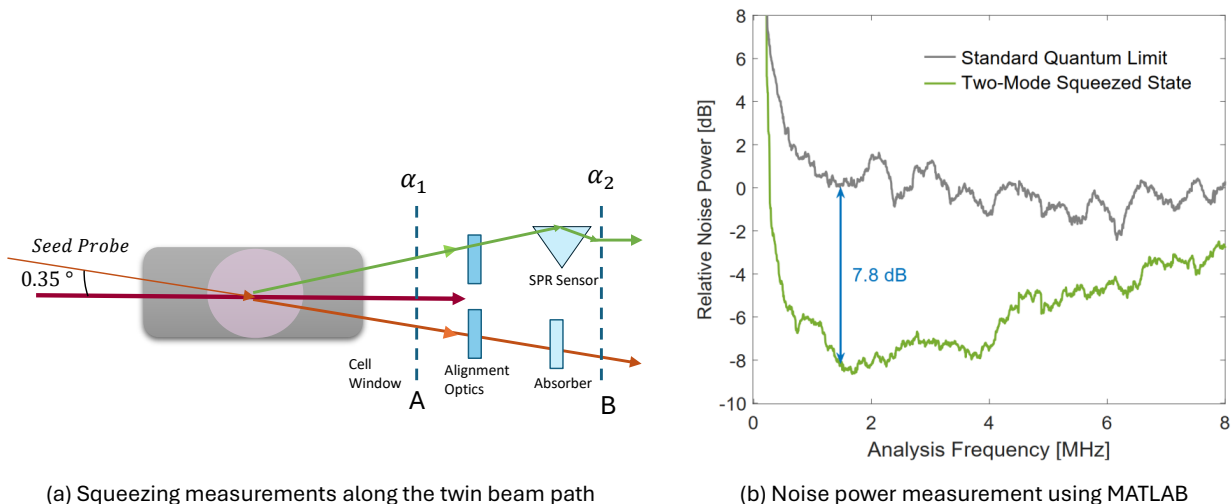 α₁
α₂
Seed Probe
0.35 °
SPR Sensor
Cell
Window
Alignment
Optics
Absorber
A
B
(a) Squeezing measurements along the twin beam path
8
6
4
2
0
-2
-4
-6
-8
-10
Relative Noise Power [dB]
Standard Quantum Limit
Two-Mode Squeezed State
7.8 dB
0
2
4
6
8
Analysis Frequency [MHz]
(b) Noise power measurement using MATLAB